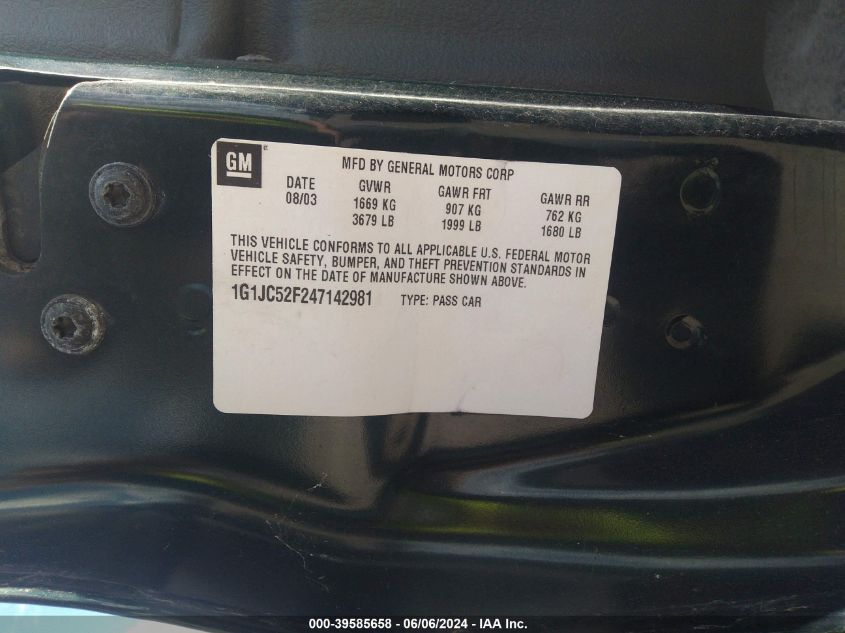 GM
MFD BY GENERAL MOTORS CORP
DATE GVWR GAWR FRT GAWR RR
08/03 1669 KG 907 KG 762 KG
3679 LB 1999 LB 1680 LB
THIS VEHICLE CONFORMS TO ALL APPLICABLE U.S. FEDERAL MOTOR
VEHICLE SAFETY, BUMPER, AND THEFT PREVENTION STANDARDS IN
EFFECT ON THE DATE OF MANUFACTURE SHOWN ABOVE.
1G1JC52F247142981 TYPE: PASS CAR
000-39585658 - 06/06/2024 - IAA Inc.